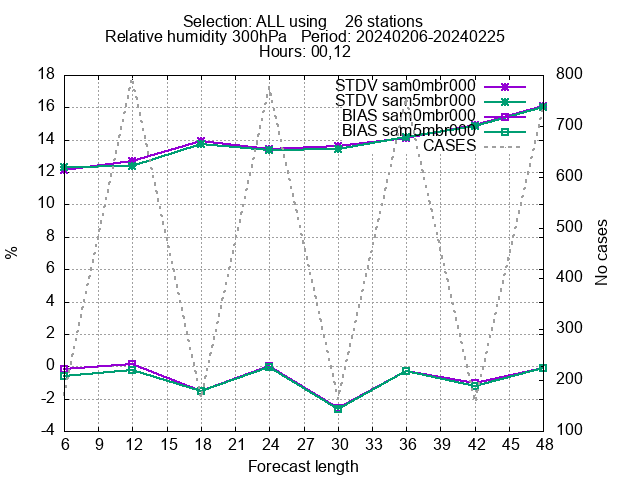 Selection: ALL using    26 stations
Relative humidity 300hPa   Period: 20240206-20240225
Hours: 00,12
STDV sam0mbr000
STDV sam5mbr000
BIAS sam0mbr000
BIAS sam5mbr000
CASES
18
16
14
12
10
8
6
4
2
0
-2
-4
%
800
700
600
500
400
300
200
100
No cases
6 9 12 15 18 21 24 27 30 33 36 39 42 45 48
Forecast length